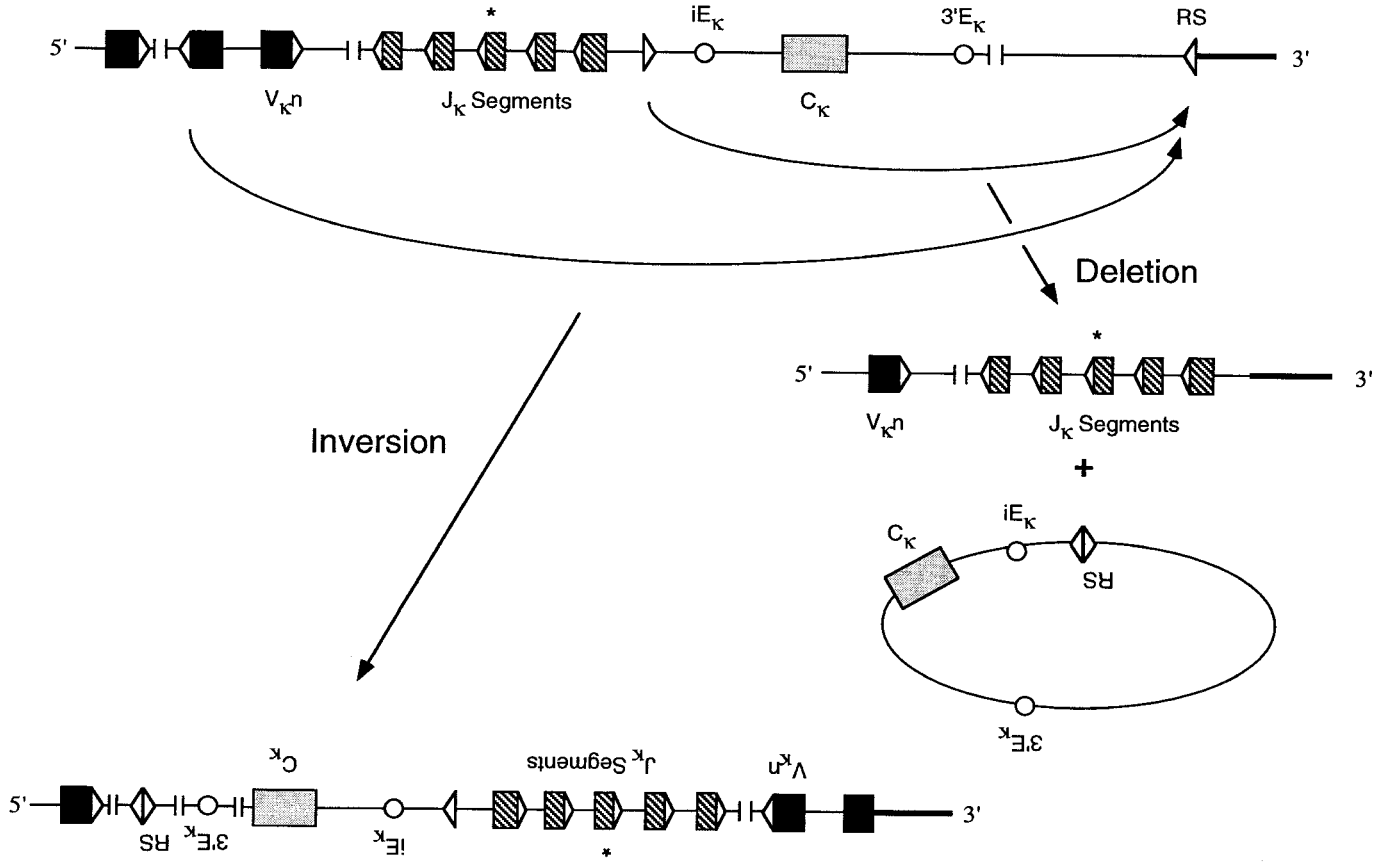 *
iEκ
3'Eκ
RS
5'
3'
Vκn
Jκ Segments
Cκ
Deletion
*
5'
3'
Vκn
Jκ Segments
+
Inversion
iEκ
Cκ
RS
3'Eκ
Cκ
Jκ Segments
Vκn
5'
3'
RS
3'Eκ
iEκ
*